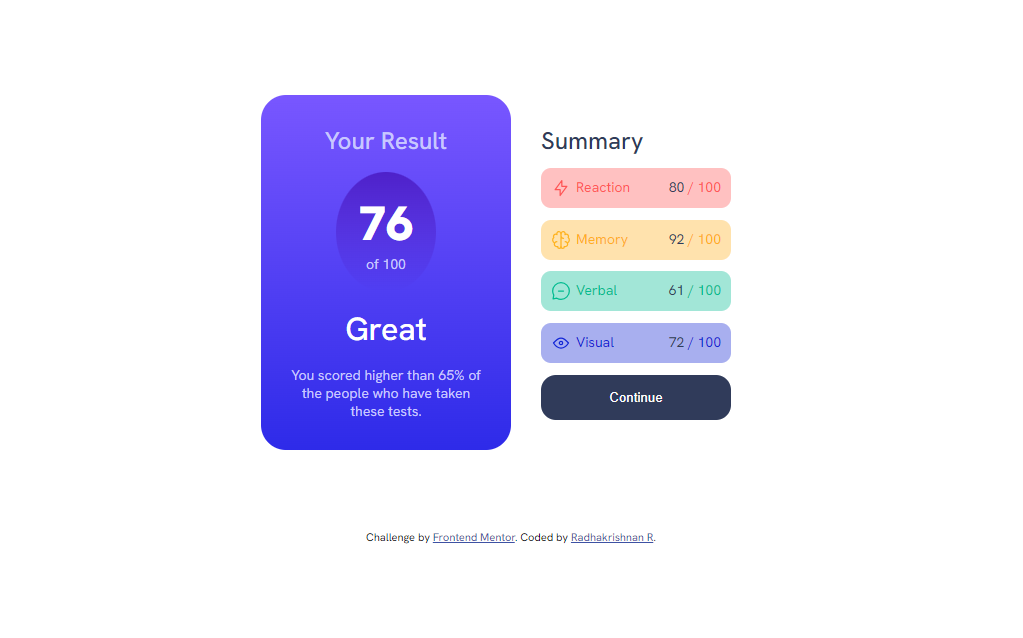 Your Result
76
of 100
Great
You scored higher than 65% of
the people who have taken
these tests.
Summary
Reaction 80 / 100
Memory 92 / 100
Verbal 61 / 100
Visual 72 / 100
Continue
Challenge by Frontend Mentor. Coded by Radhakrishnan R.